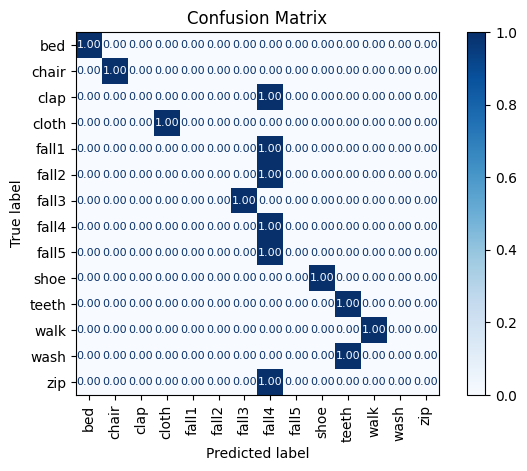 Confusion Matrix
bed 1.00 0.00 0.00 0.00 0.00 0.00 0.00 0.00 0.00 0.00 0.00 0.00 0.00 0.00
chair 0.00 1.00 0.00 0.00 0.00 0.00 0.00 0.00 0.00 0.00 0.00 0.00 0.00 0.00
clap 0.00 0.00 0.00 0.00 0.00 0.00 0.00 1.00 0.00 0.00 0.00 0.00 0.00 0.00
cloth 0.00 0.00 0.00 1.00 0.00 0.00 0.00 0.00 0.00 0.00 0.00 0.00 0.00 0.00
fall1 0.00 0.00 0.00 0.00 0.00 0.00 0.00 1.00 0.00 0.00 0.00 0.00 0.00 0.00
fall2 0.00 0.00 0.00 0.00 0.00 0.00 0.00 1.00 0.00 0.00 0.00 0.00 0.00 0.00
fall3 0.00 0.00 0.00 0.00 0.00 0.00 1.00 0.00 0.00 0.00 0.00 0.00 0.00 0.00
fall4 0.00 0.00 0.00 0.00 0.00 0.00 0.00 1.00 0.00 0.00 0.00 0.00 0.00 0.00
fall5 0.00 0.00 0.00 0.00 0.00 0.00 0.00 1.00 0.00 0.00 0.00 0.00 0.00 0.00
shoe 0.00 0.00 0.00 0.00 0.00 0.00 0.00 0.00 0.00 1.00 0.00 0.00 0.00 0.00
teeth 0.00 0.00 0.00 0.00 0.00 0.00 0.00 0.00 0.00 0.00 1.00 0.00 0.00 0.00
walk 0.00 0.00 0.00 0.00 0.00 0.00 0.00 0.00 0.00 0.00 0.00 1.00 0.00 0.00
wash 0.00 0.00 0.00 0.00 0.00 0.00 0.00 0.00 0.00 0.00 1.00 0.00 0.00 0.00
zip 0.00 0.00 0.00 0.00 0.00 0.00 0.00 1.00 0.00 0.00 0.00 0.00 0.00 0.00
bed chair clap cloth fall1 fall2 fall3 fall4 fall5 shoe teeth walk wash zip
Predicted label
True label
1.0
0.8
0.6
0.4
0.2
0.0